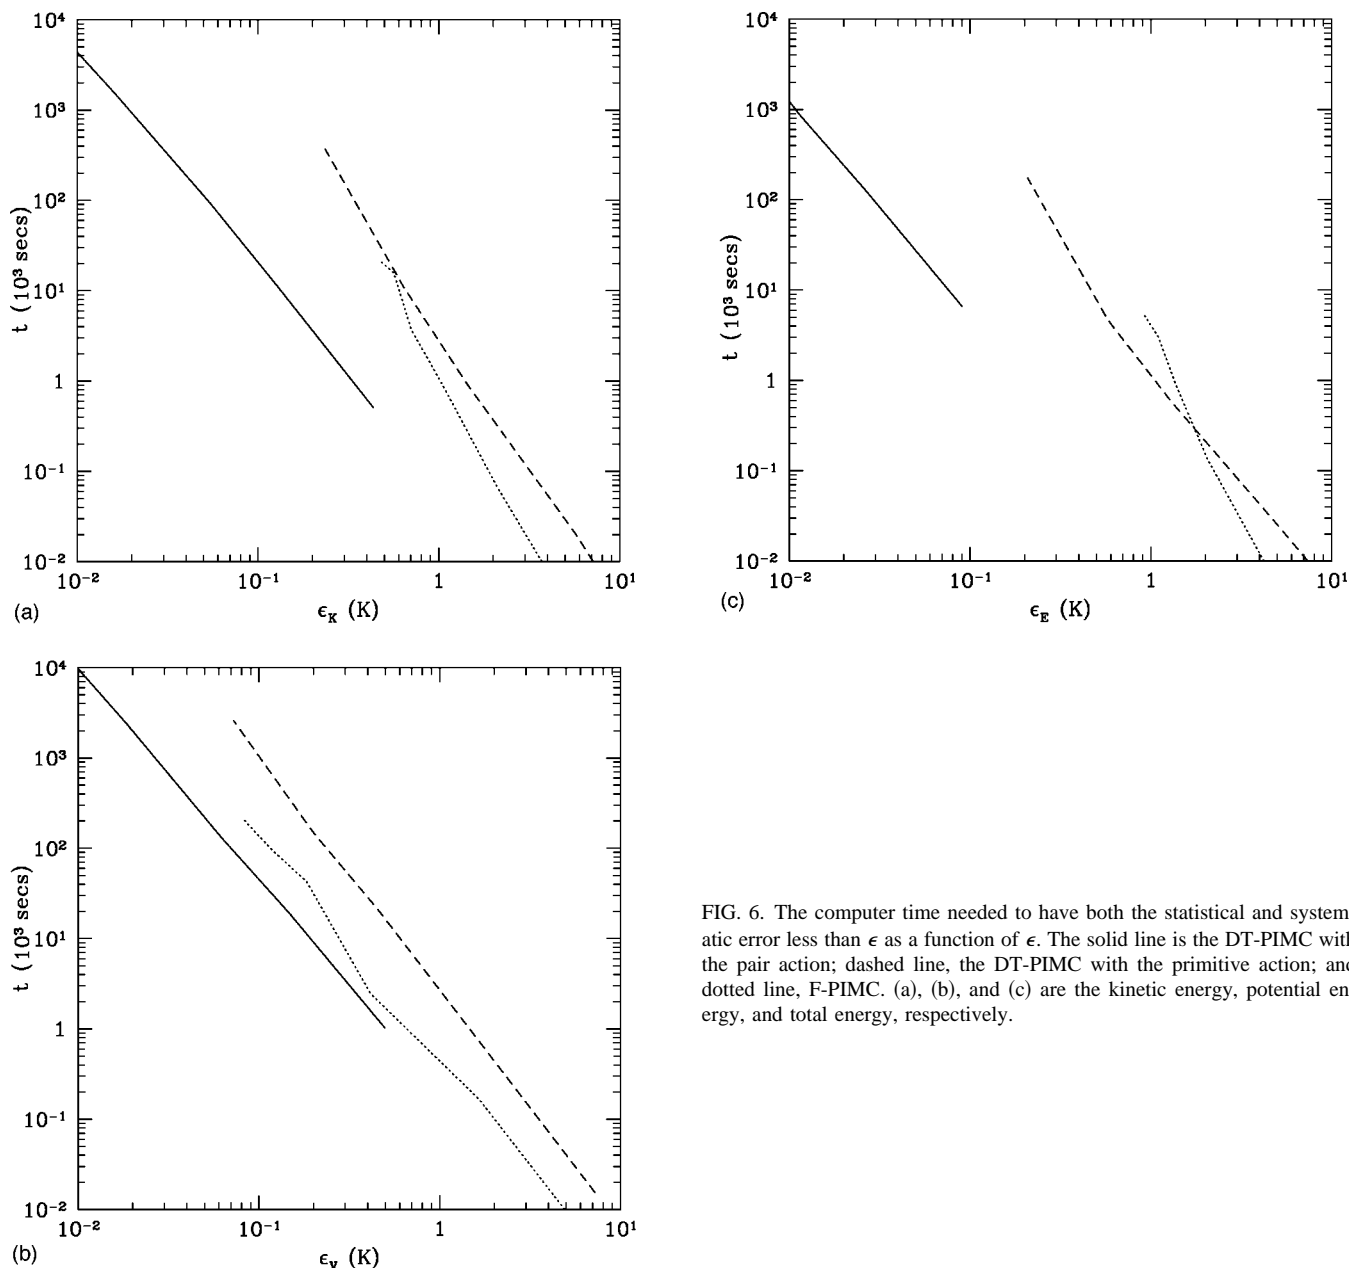 10⁴
10³
10²
10¹
1
10⁻¹
10⁻²
t (10³ secs)
10⁻² 10⁻¹ 1 10¹
ϵ_K (K)
(a)
10⁴
10³
10²
10¹
1
10⁻¹
10⁻²
t (10³ secs)
10⁻² 10⁻¹ 1 10¹
ϵ_E (K)
(c)
10⁴
10³
10²
10¹
1
10⁻¹
10⁻²
t (10³ secs)
10⁻² 10⁻¹ 1 10¹
ϵ_V (K)
(b)
FIG. 6. The computer time needed to have both the statistical and system-
atic error less than ϵ as a function of ϵ. The solid line is the DT-PIMC with
the pair action; dashed line, the DT-PIMC with the primitive action; and
dotted line, F-PIMC. (a), (b), and (c) are the kinetic energy, potential en-
ergy, and total energy, respectively.